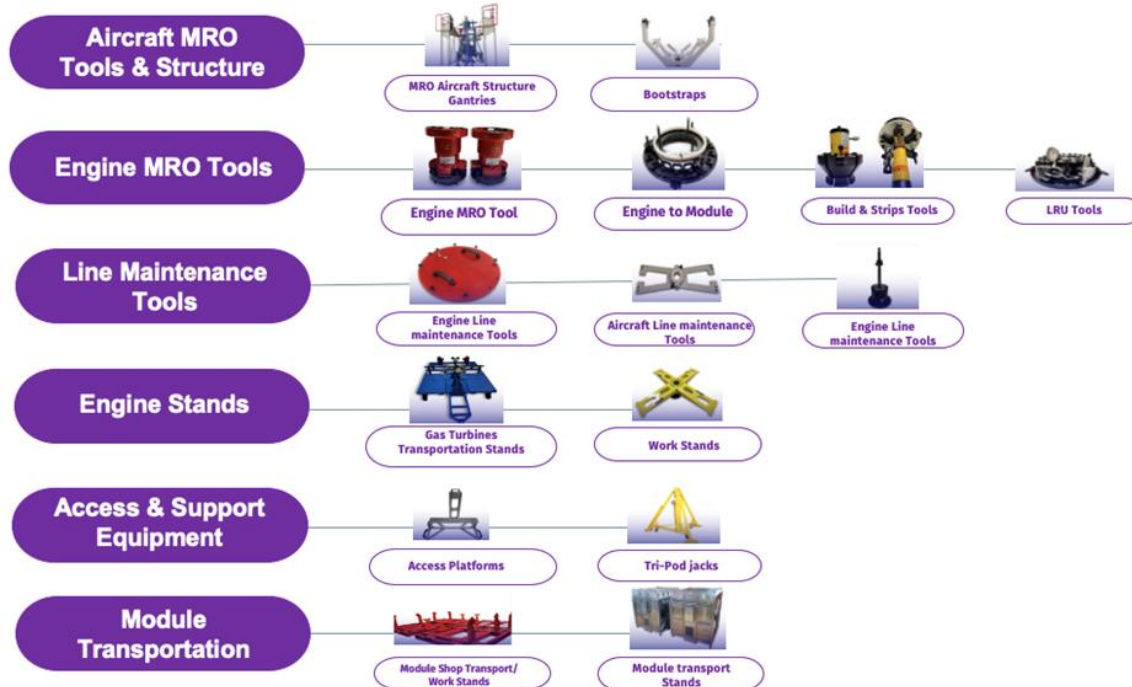 Aircraft MRO
Tools & Structure
MRO Aircraft Structure
Gantries
Bootstraps
Engine MRO Tools
Engine MRO Tool
Engine to Module
Build & Strips Tools
LRU Tools
Line Maintenance
Tools
Engine Line
maintenance Tools
Aircraft Line maintenance
Tools
Engine Line
maintenance Tools
Engine Stands
Gas Turbines
Transportation Stands
Work Stands
Access & Support
Equipment
Access Platforms
Tri-Pod jacks
Module
Transportation
Module Shop Transport/
Work Stands
Module transport
Stands